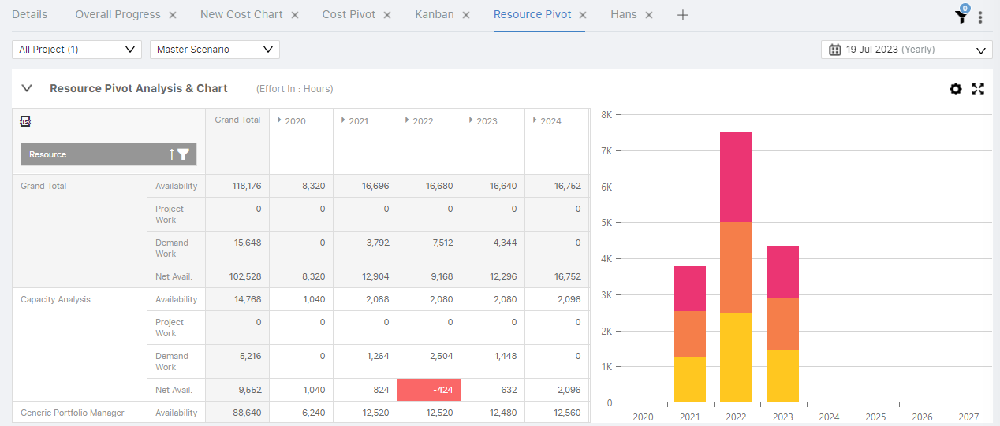 Details Overall Progress New Cost Chart Cost Pivot Kanban Resource Pivot Hans
0
All Project (1) Master Scenario 19 Jul 2023 (Yearly)
Resource Pivot Analysis & Chart (Effort In : Hours)
xlsx
Grand Total 2020 2021 2022 2023 2024
Resource
Grand Total Availability 118,176 8,320 16,696 16,680 16,640 16,752
Project
Work 0 0 0 0 0 0
Demand
Work 15,648 0 3,792 7,512 4,344 0
Net Avail. 102,528 8,320 12,904 9,168 12,296 16,752
Capacity Analysis Availability 14,768 1,040 2,088 2,080 2,080 2,096
Project
Work 0 0 0 0 0 0
Demand
Work 5,216 0 1,264 2,504 1,448 0
Net Avail. 9,552 1,040 824 -424 632 2,096
Generic Portfolio Manager Availability 88,640 6,240 12,520 12,520 12,480 12,560
8K
7K
6K
5K
4K
3K
2K
1K
0
2020 2021 2022 2023 2024 2025 2026 2027